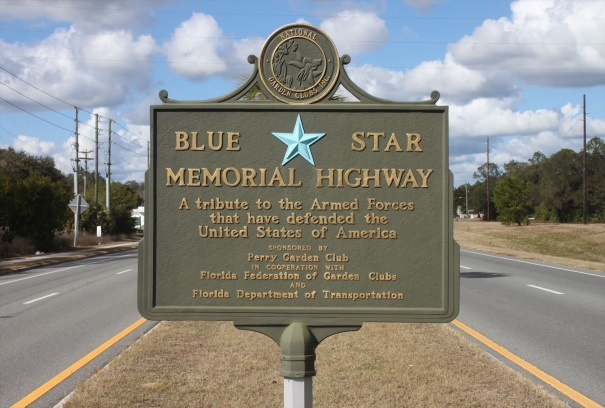 NATIONAL
GARDEN CLUBS, INC.
BLUE STAR
MEMORIAL HIGHWAY
A tribute to the Armed Forces
that have defended the
United States of America
SPONSORED BY
Perry Garden Club
IN COOPERATION WITH
Florida Federation of Garden Clubs
AND
Florida Department of Transportation